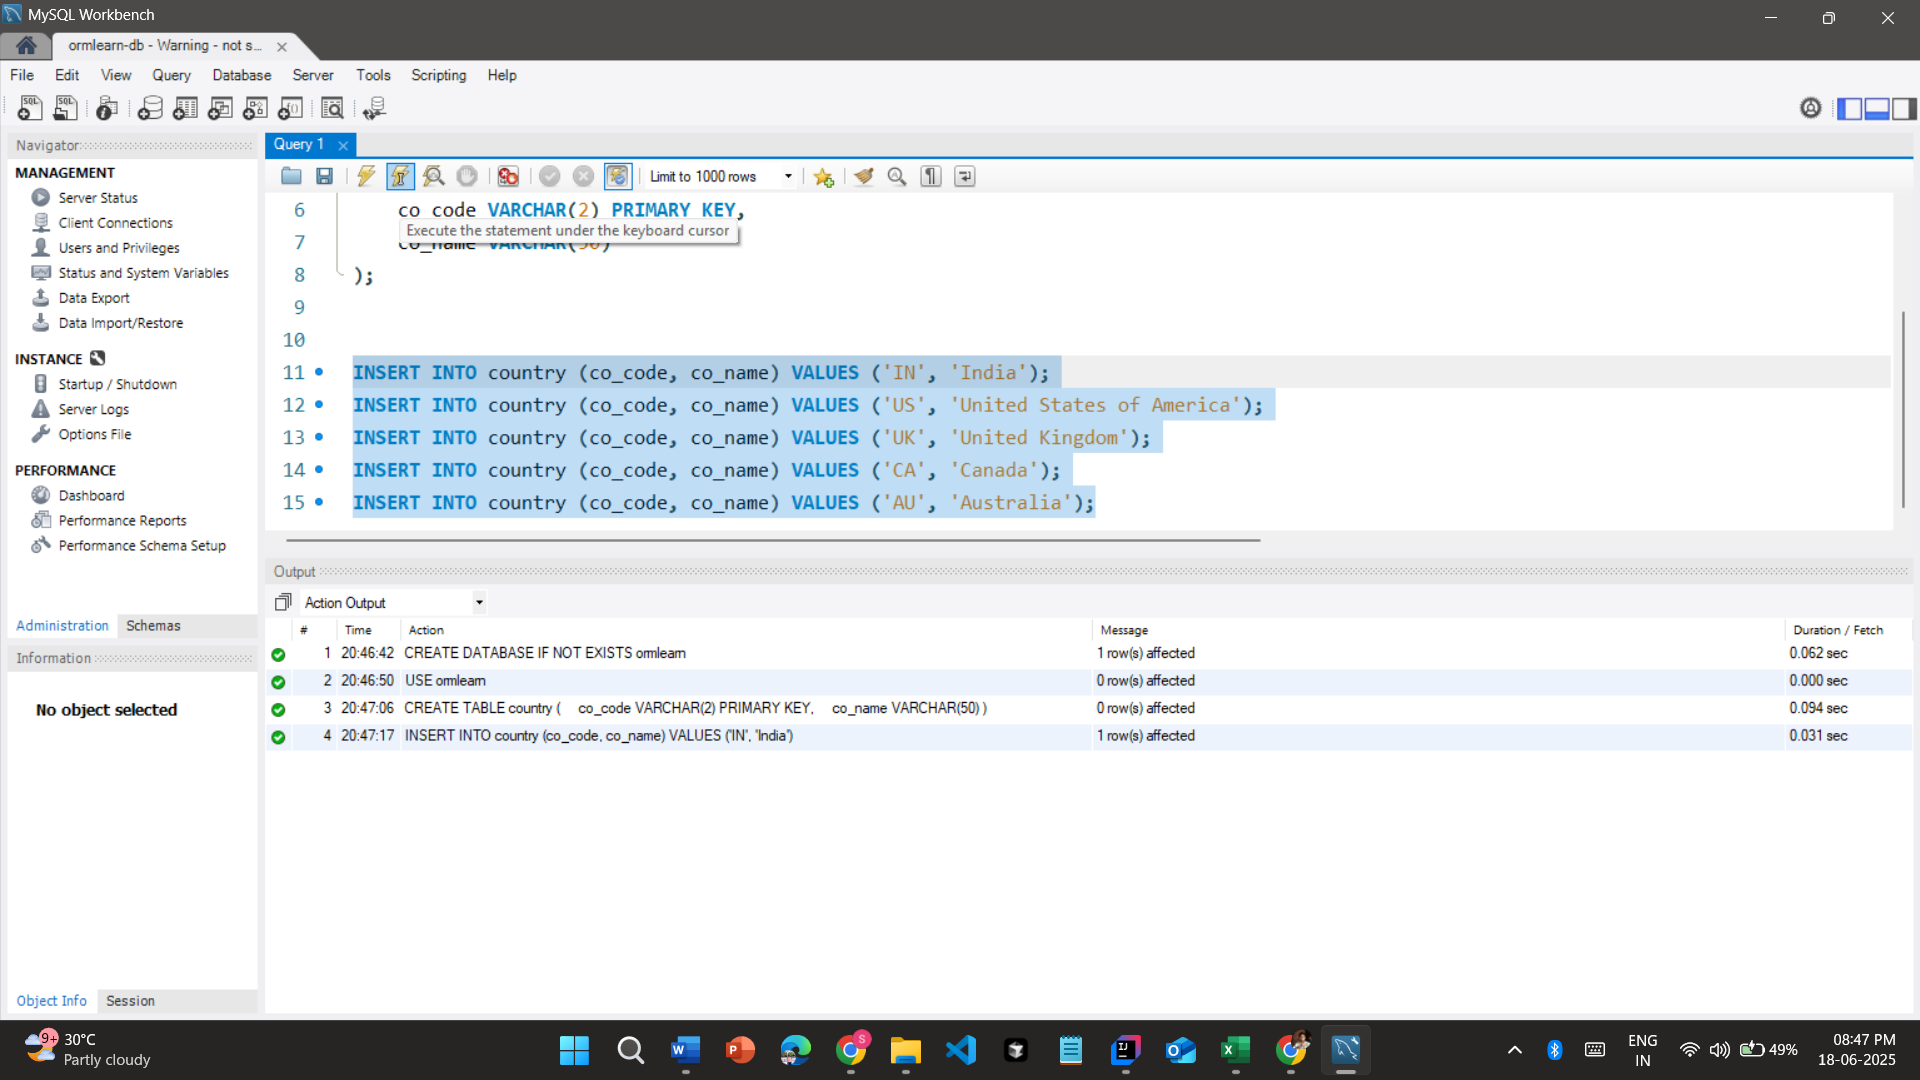 MySQL Workbench
ormlearn-db - Warning - not s...
File Edit View Query Database Server Tools Scripting Help
Navigator
MANAGEMENT
Server Status
Client Connections
Users and Privileges
Status and System Variables
Data Export
Data Import/Restore
INSTANCE
Startup / Shutdown
Server Logs
Options File
PERFORMANCE
Dashboard
Performance Reports
Performance Schema Setup
Administration Schemas
Information
No object selected
Object Info Session
Query 1
Limit to 1000 rows
6 co_code VARCHAR(2) PRIMARY KEY,
Execute the statement under the keyboard cursor
7 co_name VARCHAR(50)
8 );
9
10
11 INSERT INTO country (co_code, co_name) VALUES ('IN', 'India');
12 INSERT INTO country (co_code, co_name) VALUES ('US', 'United States of America');
13 INSERT INTO country (co_code, co_name) VALUES ('UK', 'United Kingdom');
14 INSERT INTO country (co_code, co_name) VALUES ('CA', 'Canada');
15 INSERT INTO country (co_code, co_name) VALUES ('AU', 'Australia');
Output
Action Output
# Time Action Message Duration / Fetch
1 20:46:42 CREATE DATABASE IF NOT EXISTS ormlearn 1 row(s) affected 0.062 sec
2 20:46:50 USE ormlearn 0 row(s) affected 0.000 sec
3 20:47:06 CREATE TABLE country ( co_code VARCHAR(2) PRIMARY KEY, co_name VARCHAR(50) ) 0 row(s) affected 0.094 sec
4 20:47:17 INSERT INTO country (co_code, co_name) VALUES ('IN', 'India') 1 row(s) affected 0.031 sec
9+ 30°C
Partly cloudy
ENG
IN
49%
08:47 PM
18-06-2025